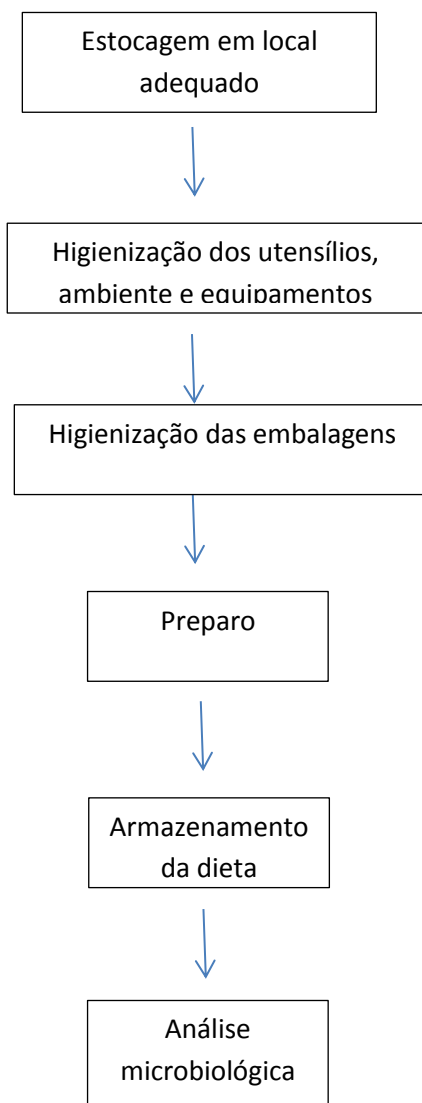 Estocagem em local
adequado
Higienização dos utensílios,
ambiente e equipamentos
Higienização das embalagens
Preparo
Armazenamento
da dieta
Análise
microbiológica